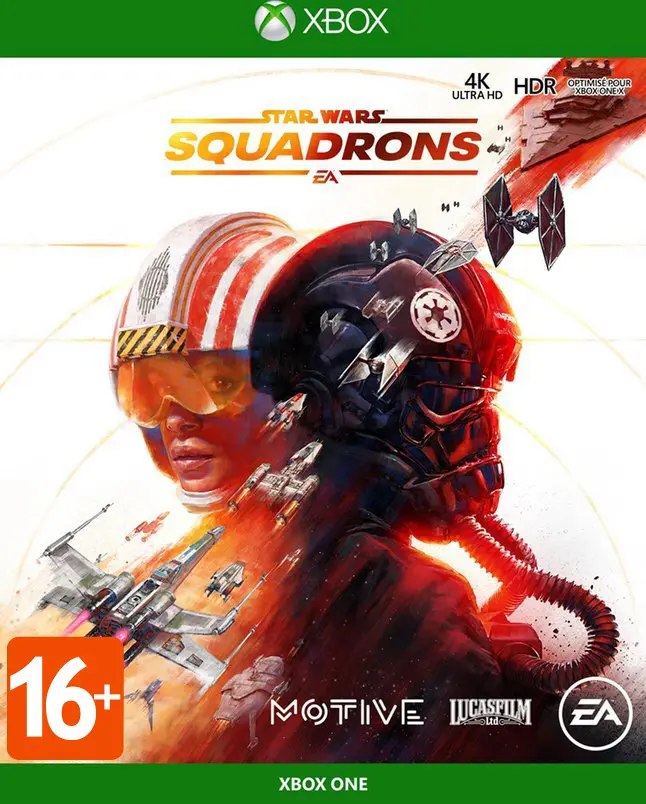 XBOX
4K
ULTRA HD
HDR
OPTIMISÉ POUR
XBOX ONE X
STAR WARS
SQUADRONS
EA
16+
MOTIVE
LUCASFILM
Ltd
EA
XBOX ONE